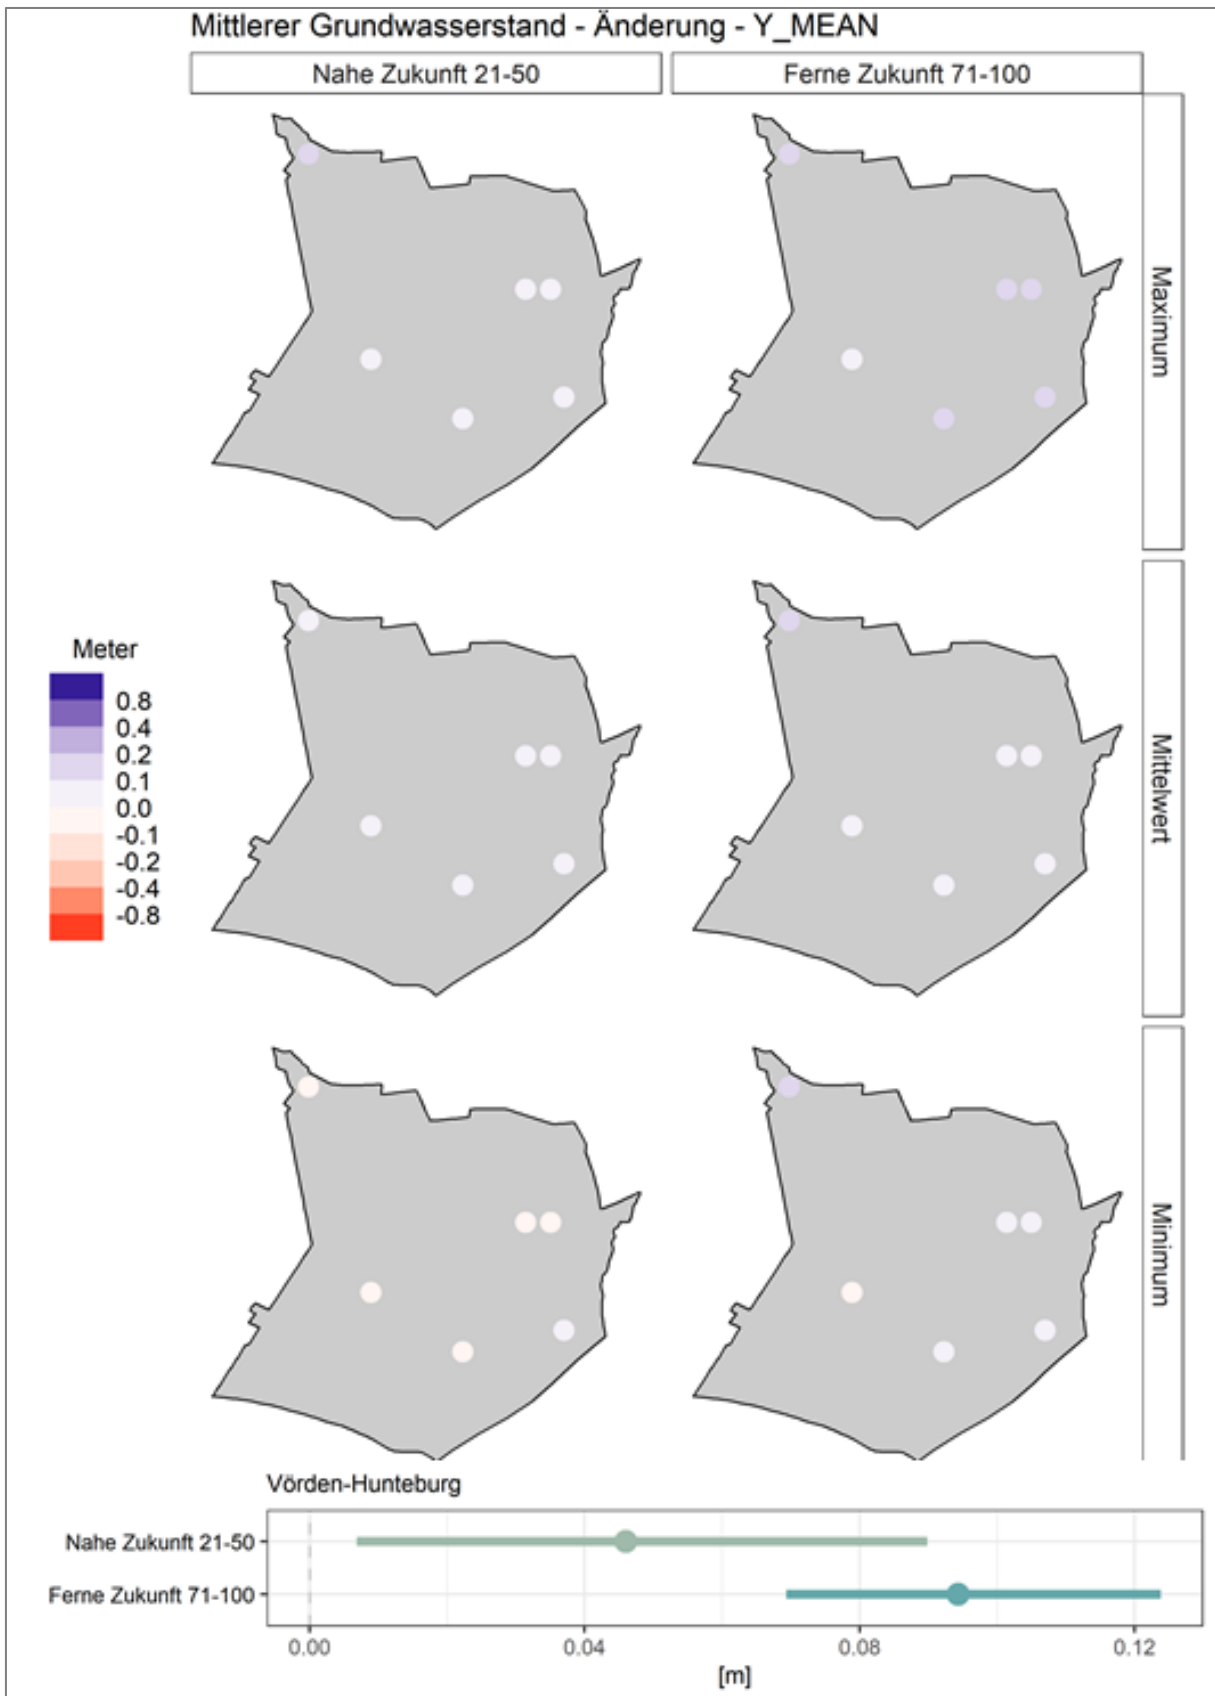 Mittlerer Grundwasserstand - Änderung - Y_MEAN
Nahe Zukunft 21-50
Ferne Zukunft 71-100
Maximum
Mittelwert
Minimum
Meter
0.8
0.4
0.2
0.1
0.0
-0.1
-0.2
-0.4
-0.8
Vörden-Hunteburg
Nahe Zukunft 21-50
Ferne Zukunft 71-100
0.00
0.04
0.08
0.12
[m]